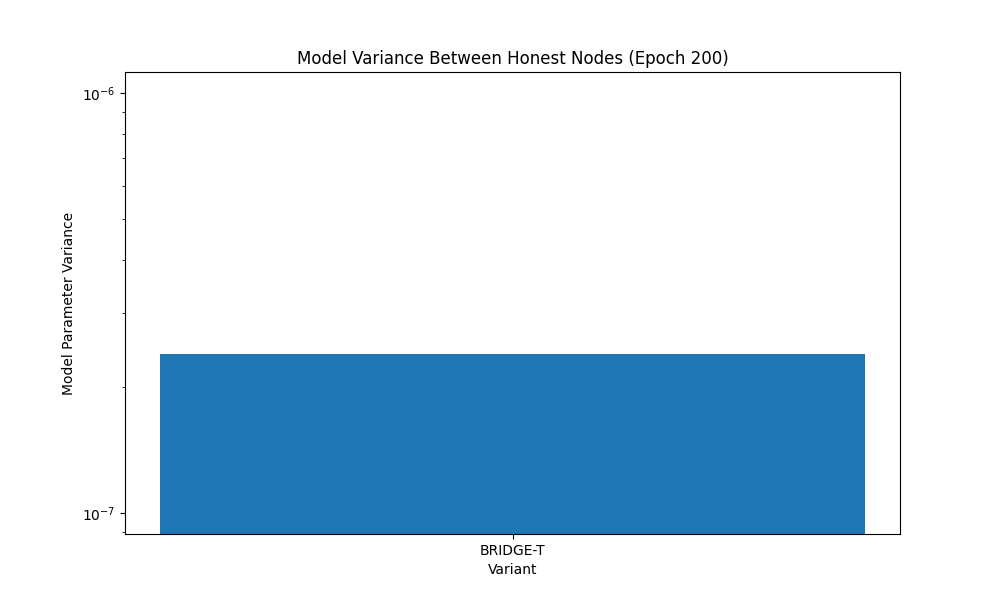 Model Variance Between Honest Nodes (Epoch 200)
10⁻⁶
Model Parameter Variance
10⁻⁷
BRIDGE-T
Variant